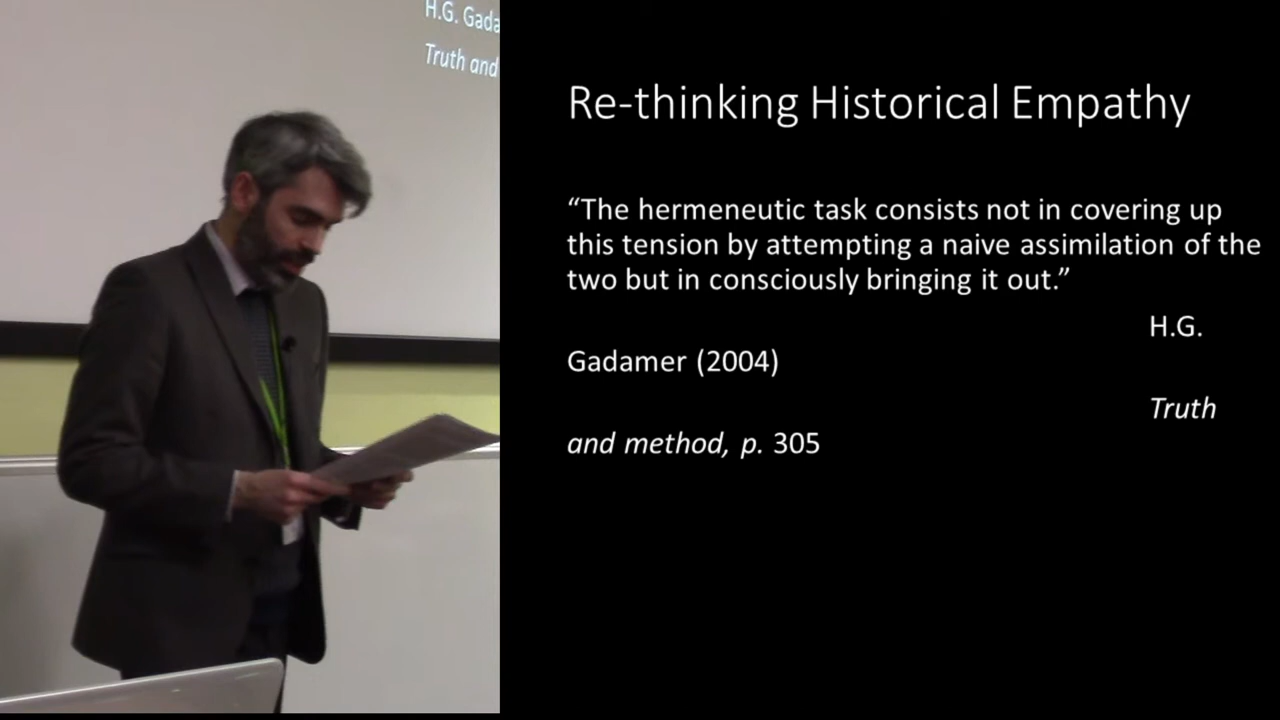 H.G. Gada
Truth and
Re-thinking Historical Empathy
“The hermeneutic task consists not in covering up
this tension by attempting a naive assimilation of the
two but in consciously bringing it out.”
H.G.
Gadamer (2004)
Truth
and method, p. 305